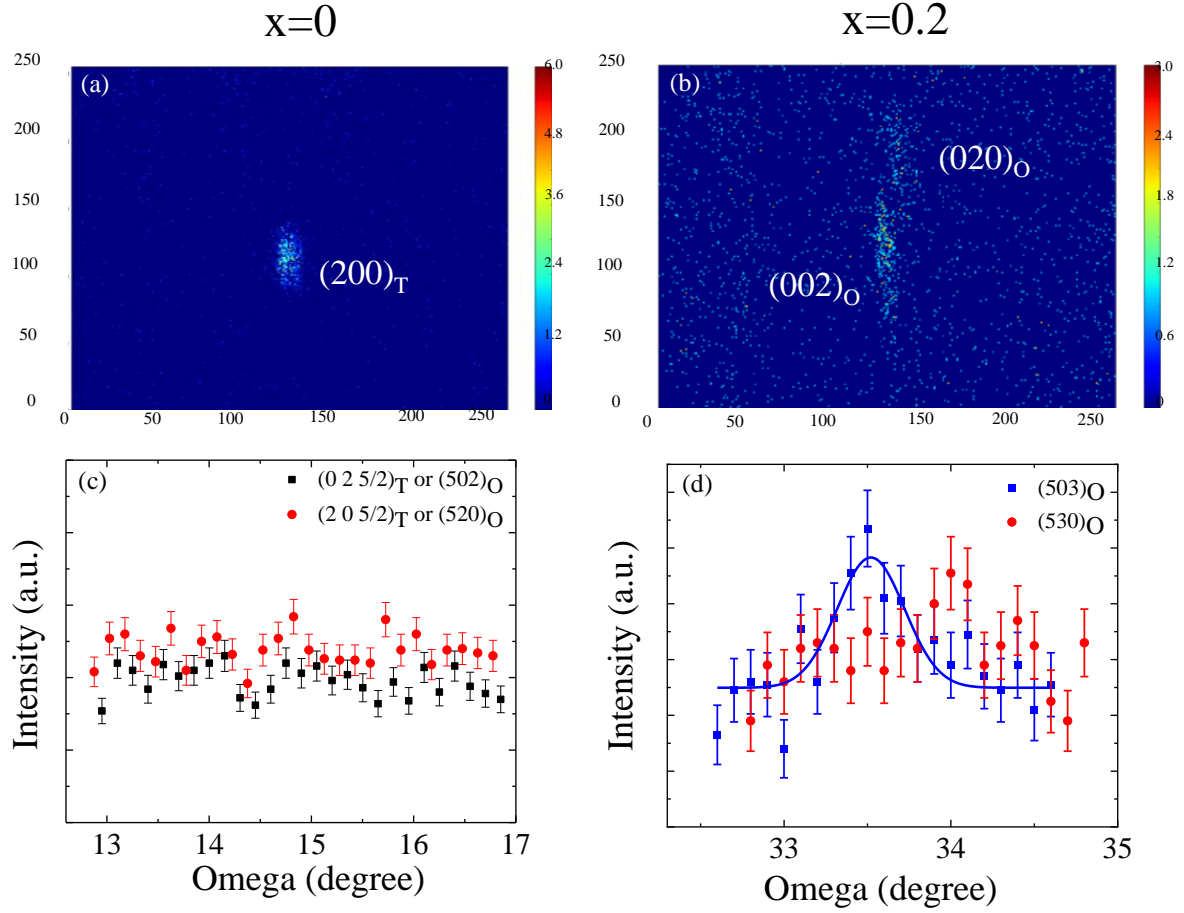 x=0
x=0.2
(a)
250
200
150
100
50
0
0
50
100
150
200
250
6.0
4.8
3.6
2.4
1.2
0
(200)T
(b)
250
200
150
100
50
0
0
50
100
150
200
250
3.0
2.4
1.8
1.2
0.6
0
(020)O
(002)O
(c)
(0 2 5/2)T or (502)O
(2 0 5/2)T or (520)O
Intensity (a.u.)
13
14
15
16
17
Omega (degree)
(d)
(503)O
(530)O
Intensity (a.u.)
33
34
35
Omega (degree)